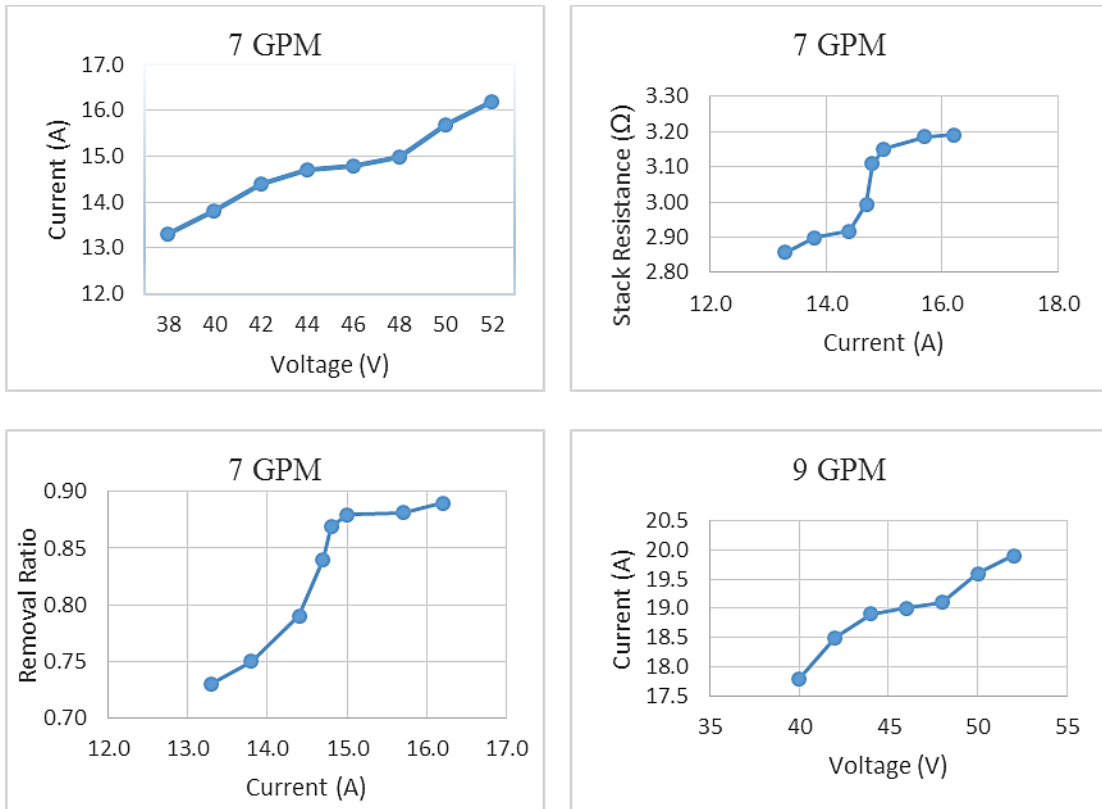 7 GPM
17.0
16.0
15.0
14.0
13.0
12.0
Current (A)
38 40 42 44 46 48 50 52
Voltage (V)
7 GPM
3.30
3.20
3.10
3.00
2.90
2.80
Stack Resistance (Ω)
12.0 14.0 16.0 18.0
Current (A)
7 GPM
0.90
0.85
0.80
0.75
0.70
Removal Ratio
12.0 13.0 14.0 15.0 16.0 17.0
Current (A)
9 GPM
20.5
20.0
19.5
19.0
18.5
18.0
17.5
Current (A)
35 40 45 50 55
Voltage (V)